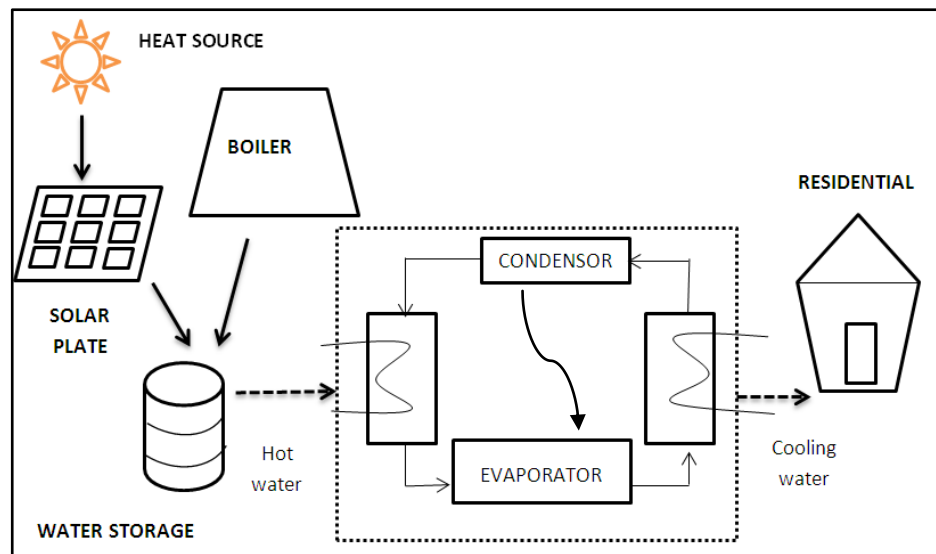 HEAT SOURCE
BOILER
RESIDENTIAL
CONDENSOR
SOLAR
PLATE
Hot
water
EVAPORATOR
Cooling
water
WATER STORAGE